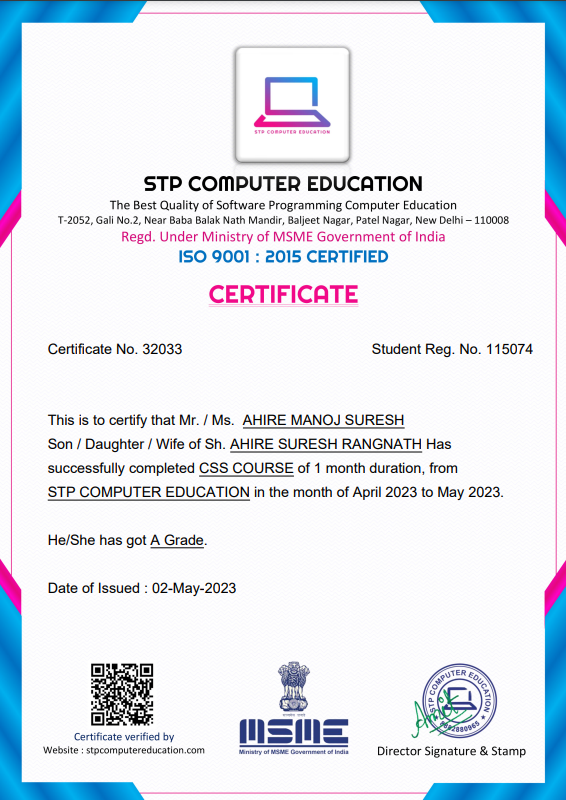 STP COMPUTER EDUCATION
STP COMPUTER EDUCATION
The Best Quality of Software Programming Computer Education
T-2052, Gali No.2, Near Baba Balak Nath Mandir, Baljeet Nagar, Patel Nagar, New Delhi – 110008
Regd. Under Ministry of MSME Government of India
ISO 9001 : 2015 CERTIFIED
CERTIFICATE
Certificate No. 32033 Student Reg. No. 115074
This is to certify that Mr. / Ms. AHIRE MANOJ SURESH
Son / Daughter / Wife of Sh. AHIRE SURESH RANGNATH Has
successfully completed CSS COURSE of 1 month duration, from
STP COMPUTER EDUCATION in the month of April 2023 to May 2023.
He/She has got A Grade.
Date of Issued : 02-May-2023
STP COMPUTER EDUCATION
MSME
Ministry of MSME Government of India
Certificate verified by
Website : stpcomputereducation.com
Director Signature & Stamp